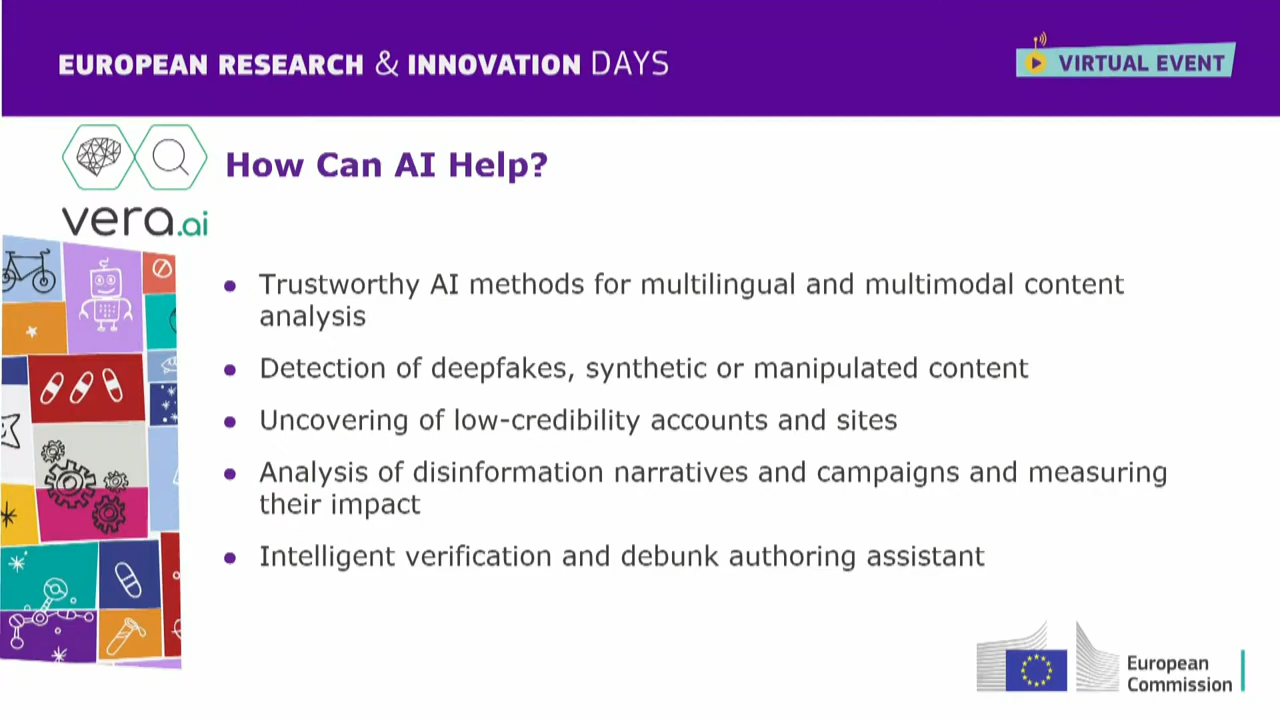 EUROPEAN RESEARCH & INNOVATION DAYS
VIRTUAL EVENT
How Can AI Help?
vera.ai
• Trustworthy AI methods for multilingual and multimodal content
analysis
• Detection of deepfakes, synthetic or manipulated content
• Uncovering of low-credibility accounts and sites
• Analysis of disinformation narratives and campaigns and measuring
their impact
• Intelligent verification and debunk authoring assistant
European
Commission